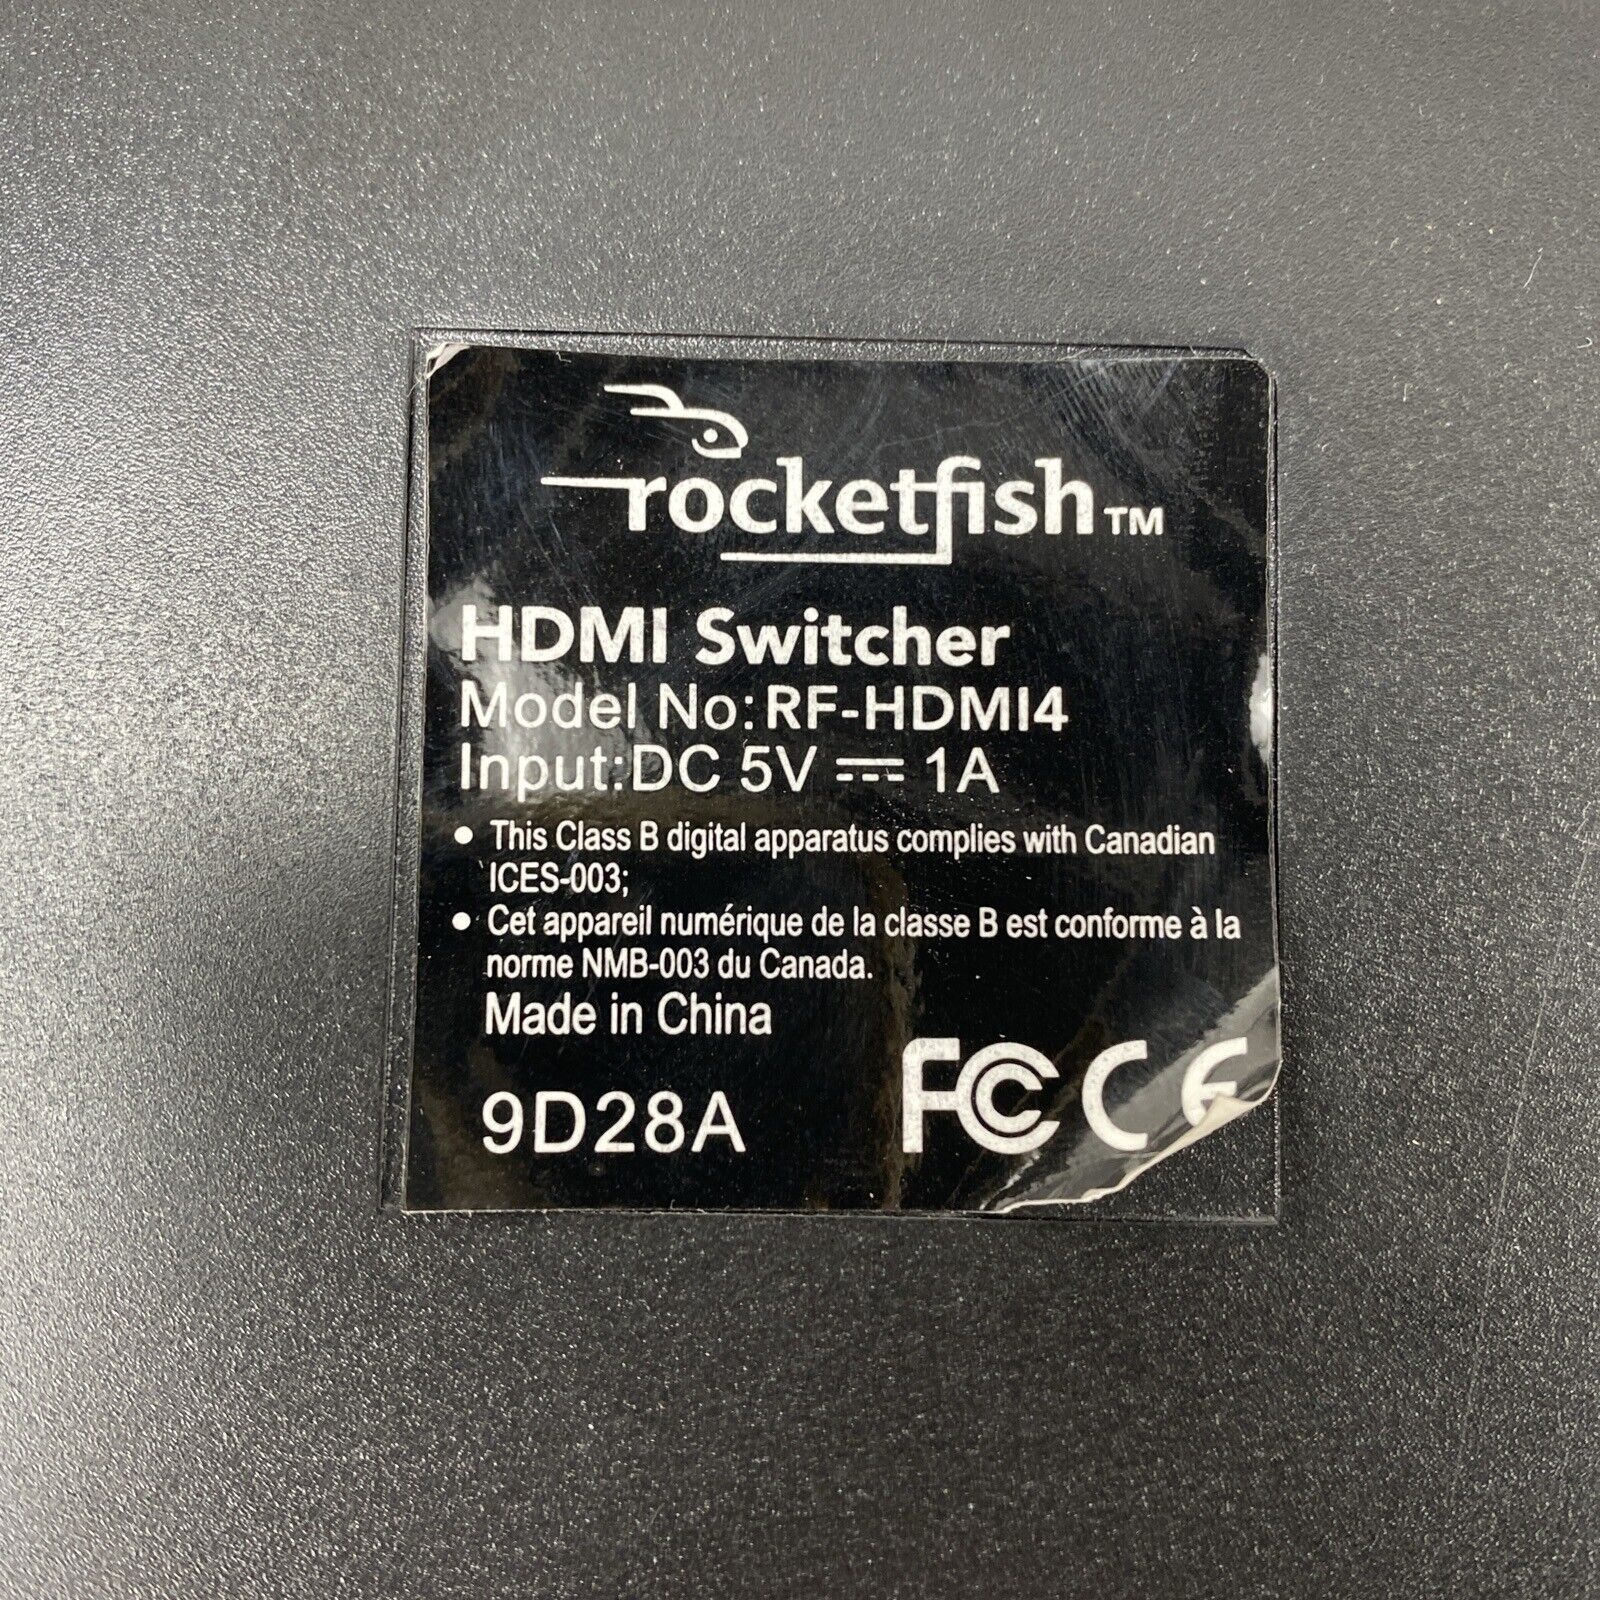 rocketfish™
HDMI Switcher
Model No:RF-HDMI4
Input:DC 5V ⎓ 1A
• This Class B digital apparatus complies with Canadian
ICES-003;
• Cet appareil numérique de la classe B est conforme à la
norme NMB-003 du Canada.
Made in China
9D28A FC CE